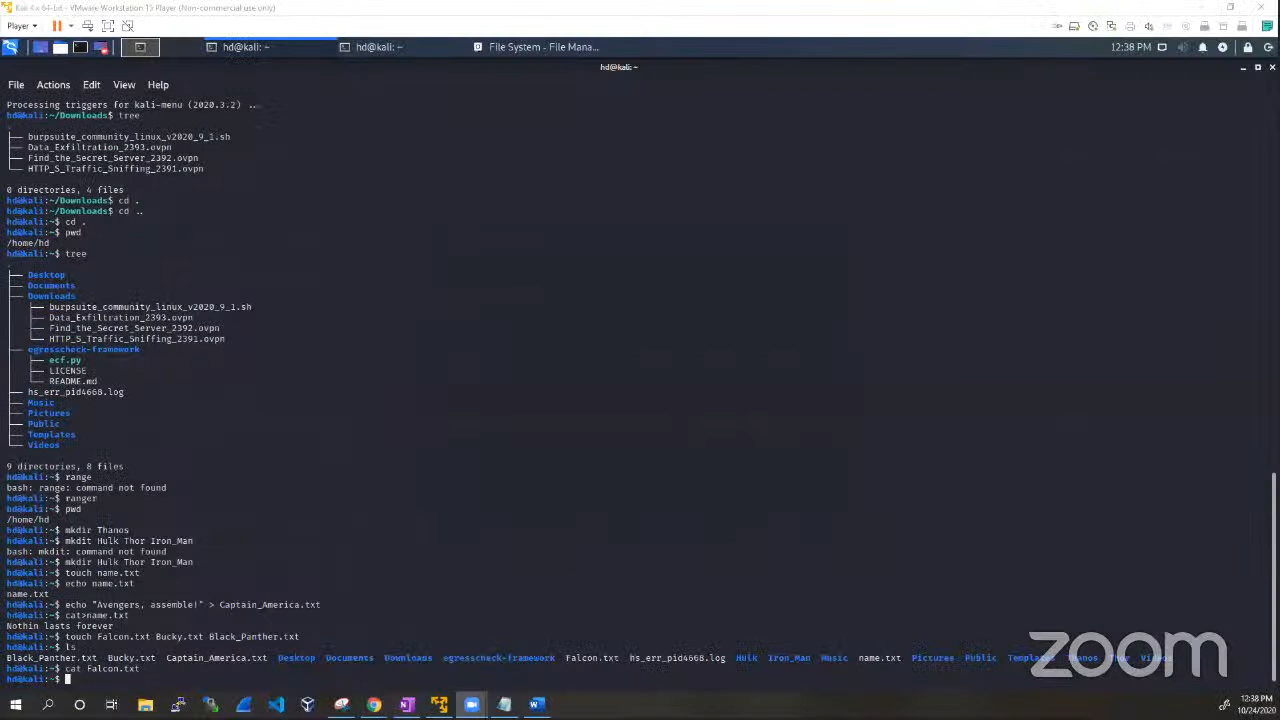 Kali 4.x 64-bit - VMware Workstation 15 Player (Non-commercial use only)
Player
hd@kali: ~
hd@kali: ~
File System - File Mana...
12:38 PM
hd@kali: ~
File Actions Edit View Help
Processing triggers for kali-menu (2020.3.2) ...
hd@kali:~/Downloads$ tree
.
├── burpsuite_community_linux_v2020_9_1.sh
├── Data_Exfiltration_2393.ovpn
├── Find_the_Secret_Server_2392.ovpn
└── HTTP_S_Traffic_Sniffing_2391.ovpn
0 directories, 4 files
hd@kali:~/Downloads$ cd .
hd@kali:~/Downloads$ cd ..
hd@kali:~$ cd .
hd@kali:~$ pwd
/home/hd
hd@kali:~$ tree
.
├── Desktop
├── Documents
├── Downloads
│   ├── burpsuite_community_linux_v2020_9_1.sh
│   ├── Data_Exfiltration_2393.ovpn
│   ├── Find_the_Secret_Server_2392.ovpn
│   └── HTTP_S_Traffic_Sniffing_2391.ovpn
├── egresscheck-framework
│   ├── ecf.py
│   ├── LICENSE
│   └── README.md
├── hs_err_pid4668.log
├── Music
├── Pictures
├── Public
├── Templates
└── Videos
9 directories, 8 files
hd@kali:~$ range
bash: range: command not found
hd@kali:~$ ranger
hd@kali:~$ pwd
/home/hd
hd@kali:~$ mkdir Thanos
hd@kali:~$ mkdit Hulk Thor Iron_Man
bash: mkdit: command not found
hd@kali:~$ mkdir Hulk Thor Iron_Man
hd@kali:~$ touch name.txt
hd@kali:~$ echo name.txt
name.txt
hd@kali:~$ echo "Avengers, assemble!" > Captain_America.txt
hd@kali:~$ cat>name.txt
Nothin lasts forever
hd@kali:~$ touch Falcon.txt Bucky.txt Black_Panther.txt
hd@kali:~$ ls
Black_Panther.txt Bucky.txt Captain_America.txt Desktop Documents Downloads egresscheck-framework Falcon.txt hs_err_pid4668.log Hulk Iron_Man Music name.txt Pictures Public Templates Thanos Thor Videos
hd@kali:~$ cat Falcon.txt
hd@kali:~$
zoom
12:38 PM
10/24/2020